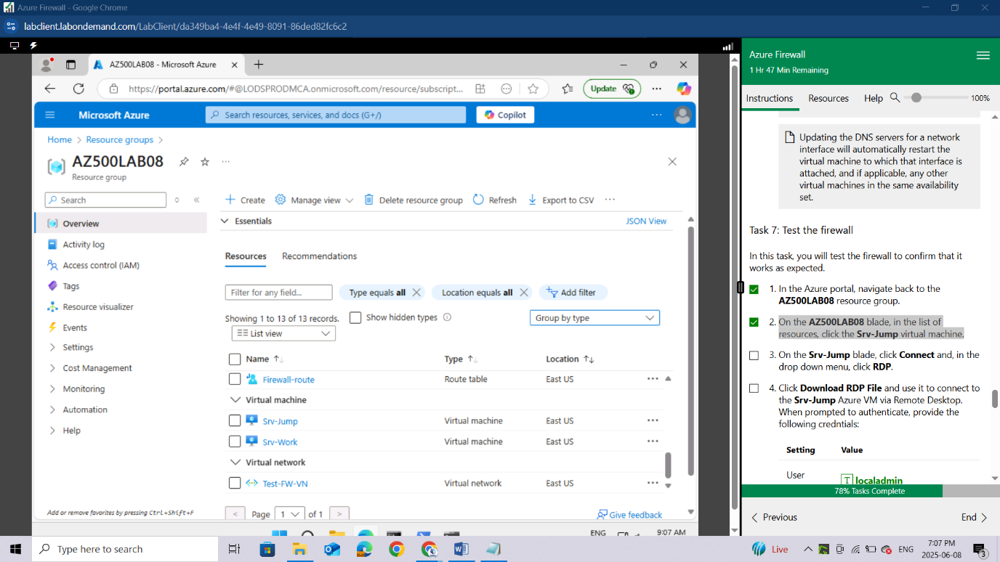 Azure Firewall - Google Chrome
labclient.labondemand.com/LabClient/da349ba4-4e4f-4e49-8091-86ded82fc6c2
AZ500LAB08 - Microsoft Azure
https://portal.azure.com/#@LODSPRODMCA.onmicrosoft.com/resource/subscript...
Update
Microsoft Azure
Search resources, services, and docs (G+/)
Copilot
Home > Resource groups >
AZ500LAB08
Resource group
Search
Overview
Activity log
Access control (IAM)
Tags
Resource visualizer
Events
Settings
Cost Management
Monitoring
Automation
Help
Add or remove favorites by pressing Ctrl+Shift+F
Create Manage view Delete resource group Refresh Export to CSV
Essentials JSON View
Resources Recommendations
Filter for any field... Type equals all Location equals all Add filter
Showing 1 to 13 of 13 records. Show hidden types Group by type
List view
Name Type Location
Firewall-route Route table East US
Virtual machine
Srv-Jump Virtual machine East US
Srv-Work Virtual machine East US
Virtual network
Test-FW-VN Virtual network East US
< Page 1 of 1 >
Give feedback
ENG 9:07 AM
Azure Firewall
1 Hr 47 Min Remaining
Instructions Resources Help 100%
Updating the DNS servers for a network
interface will automatically restart the
virtual machine to which that interface is
attached, and if applicable, any other
virtual machines in the same availability
set.
Task 7: Test the firewall
In this task, you will test the firewall to confirm that it
works as expected.
1. In the Azure portal, navigate back to the
AZ500LAB08 resource group.
2. On the AZ500LAB08 blade, in the list of
resources, click the Srv-Jump virtual machine.
3. On the Srv-Jump blade, click Connect and, in the
drop down menu, click RDP.
4. Click Download RDP File and use it to connect to
the Srv-Jump Azure VM via Remote Desktop.
When prompted to authenticate, provide the
following credntials:
Setting Value
User
T localadmin
78% Tasks Complete
< Previous End >
Type here to search
Live
ENG
7:07 PM
2025-06-08
3